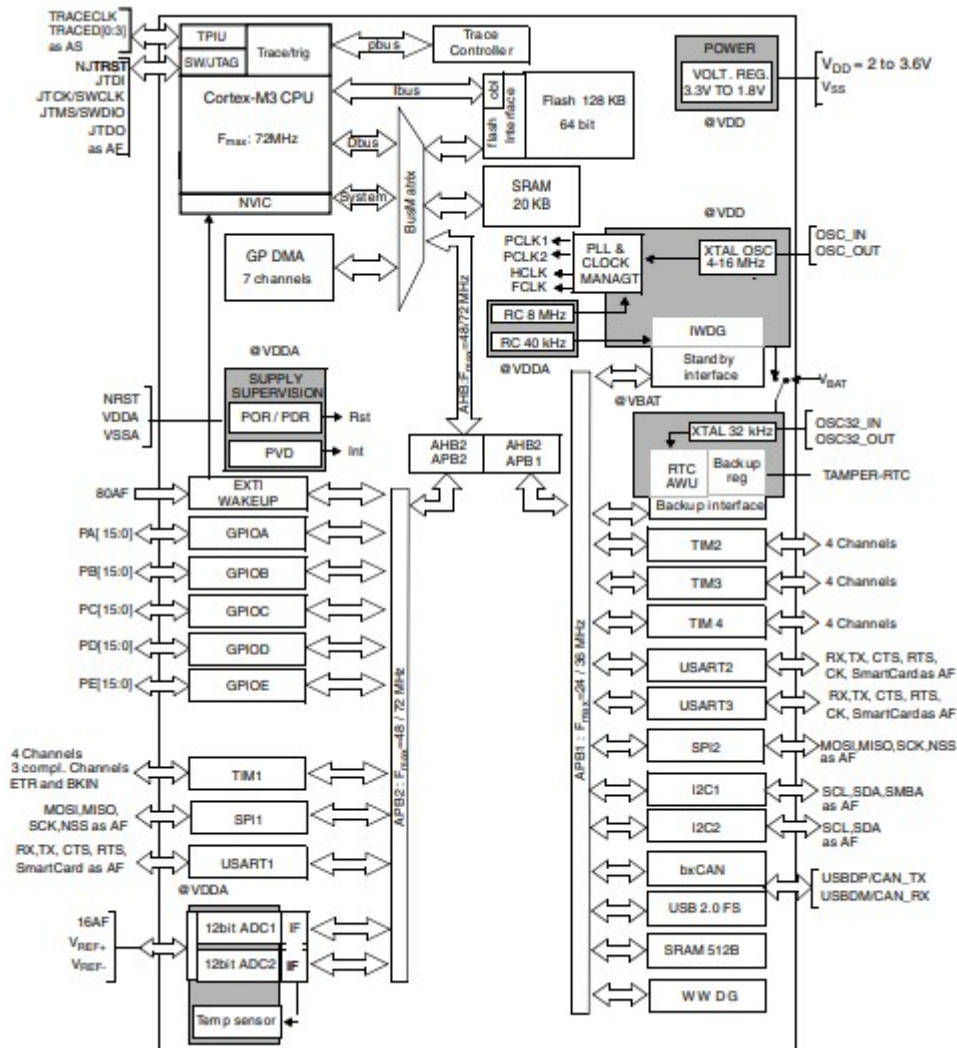 TRACECLK
TRACED[0:3]
as AS
NJTRST
JTDI
JTCK/SWCLK
JTMS/SWDIO
JTDO
as AF
TPIU
SW/JTAG
Trace/trig
Cortex-M3 CPU
Fmax: 72MHz
NVIC
GP DMA
7 channels
pbus
Ibus
Dbus
System
BusMatrix
Trace
Controller
flash obl
Interface
Flash 128 KB
64 bit
SRAM
20 KB
POWER
VOLT. REG.
3.3V TO 1.8V
@VDD
VDD = 2 to 3.6V
VSS
@VDD
PCLK1
PCLK2
HCLK
FCLK
PLL &
CLOCK
MANAGT
XTAL OSC
4-16 MHz
OSC_IN
OSC_OUT
RC 8 MHz
RC 40 kHz
@VDDA
IWDG
Stand by
interface
@VBAT
VBAT
XTAL 32 kHz
OSC32_IN
OSC32_OUT
RTC
AWU
Backup
reg
TAMPER-RTC
Backup interface
AHB:Fmax=48/72 MHz
@VDDA
SUPPLY
SUPERVISION
NRST
VDDA
VSSA
POR / PDR
Rst
PVD
Int
AHB2
APB2
AHB2
APB1
80AF
EXTI
WAKEUP
PA[ 15:0]
GPIOA
PB[ 15:0]
GPIOB
PC[15:0]
GPIOC
PD[15:0]
GPIOD
PE[15:0]
GPIOE
4 Channels
3 compl. Channels
ETR and BKIN
TIM1
MOSI,MISO,
SCK,NSS as AF
SPI1
RX,TX, CTS, RTS,
SmartCard as AF
USART1
@VDDA
16AF
VREF+
VREF-
12bit ADC1 IF
12bit ADC2 IF
Temp sensor
APB2 : Fmax=48 / 72 MHz
APB1 : Fmax=24 / 36 MHz
TIM2
4 Channels
TIM3
4 Channels
TIM 4
4 Channels
USART2
RX,TX, CTS, RTS,
CK, SmartCard as AF
USART3
RX,TX, CTS, RTS,
CK, SmartCard as AF
SPI2
MOSI,MISO,SCK,NSS
as AF
I2C1
SCL,SDA,SMBA
as AF
I2C2
SCL,SDA
as AF
bxCAN
USBDP/CAN_TX
USBDM/CAN_RX
USB 2.0 FS
SRAM 512B
WW DG